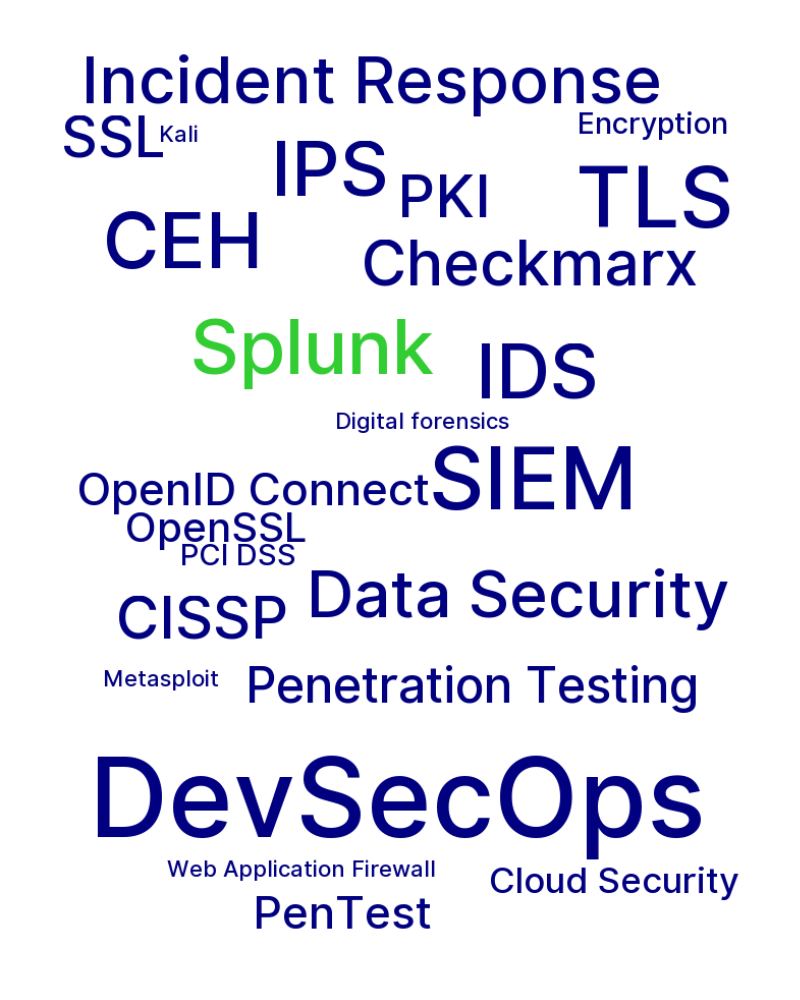 Incident Response
Encryption
SSL
Kali
IPS
PKI
TLS
CEH
Checkmarx
Splunk
IDS
Digital forensics
SIEM
OpenID Connect
OpenSSL
PCI DSS
Data Security
CISSP
Metasploit
Penetration Testing
DevSecOps
Web Application Firewall
Cloud Security
PenTest